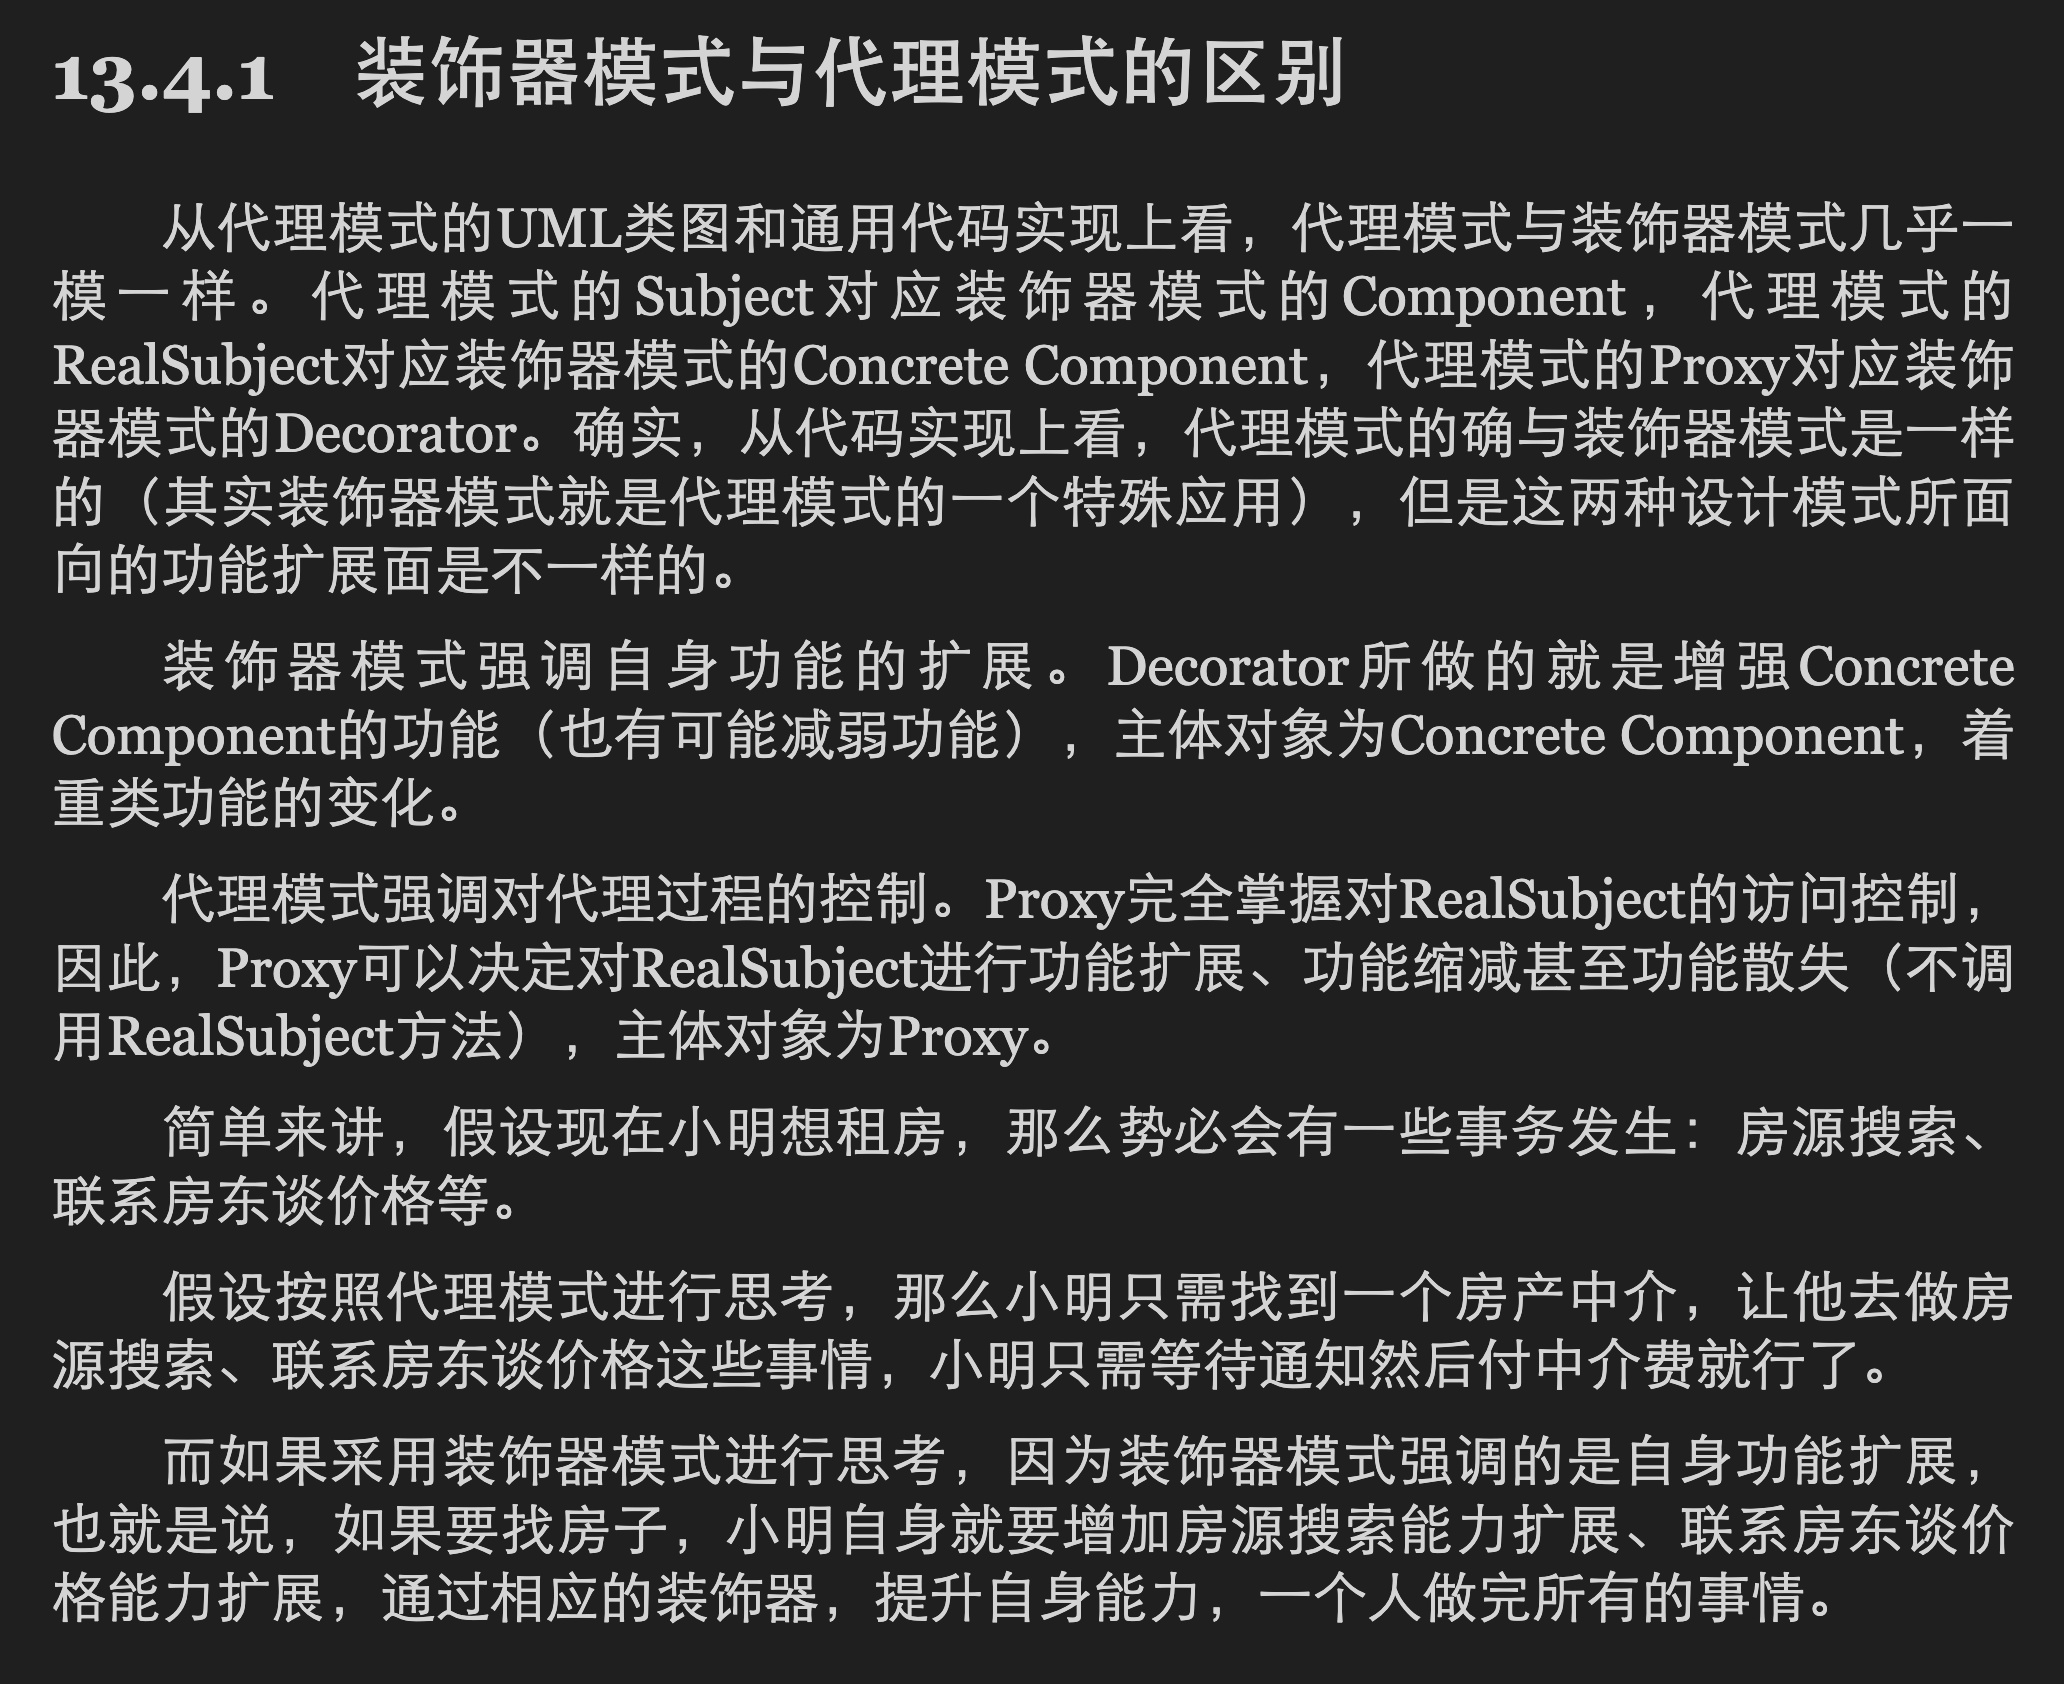 13.4.1 装饰器模式与代理模式的区别
从代理模式的UML类图和通用代码实现上看，代理模式与装饰器模式几乎一
模一样。代理模式的Subject对应装饰器模式的Component，代理模式的
RealSubject对应装饰器模式的Concrete Component，代理模式的Proxy对应装饰
器模式的Decorator。确实，从代码实现上看，代理模式的确与装饰器模式是一样
的（其实装饰器模式就是代理模式的一个特殊应用），但是这两种设计模式所面
向的功能扩展面是不一样的。
装饰器模式强调自身功能的扩展。Decorator所做的就是增强Concrete
Component的功能（也有可能减弱功能），主体对象为Concrete Component，着
重类功能的变化。
代理模式强调对代理过程的控制。Proxy完全掌握对RealSubject的访问控制，
因此，Proxy可以决定对RealSubject进行功能扩展、功能缩减甚至功能散失（不调
用RealSubject方法），主体对象为Proxy。
简单来讲，假设现在小明想租房，那么势必会有一些事务发生：房源搜索、
联系房东谈价格等。
假设按照代理模式进行思考，那么小明只需找到一个房产中介，让他去做房
源搜索、联系房东谈价格这些事情，小明只需等待通知然后付中介费就行了。
而如果采用装饰器模式进行思考，因为装饰器模式强调的是自身功能扩展，
也就是说，如果要找房子，小明自身就要增加房源搜索能力扩展、联系房东谈价
格能力扩展，通过相应的装饰器，提升自身能力，一个人做完所有的事情。